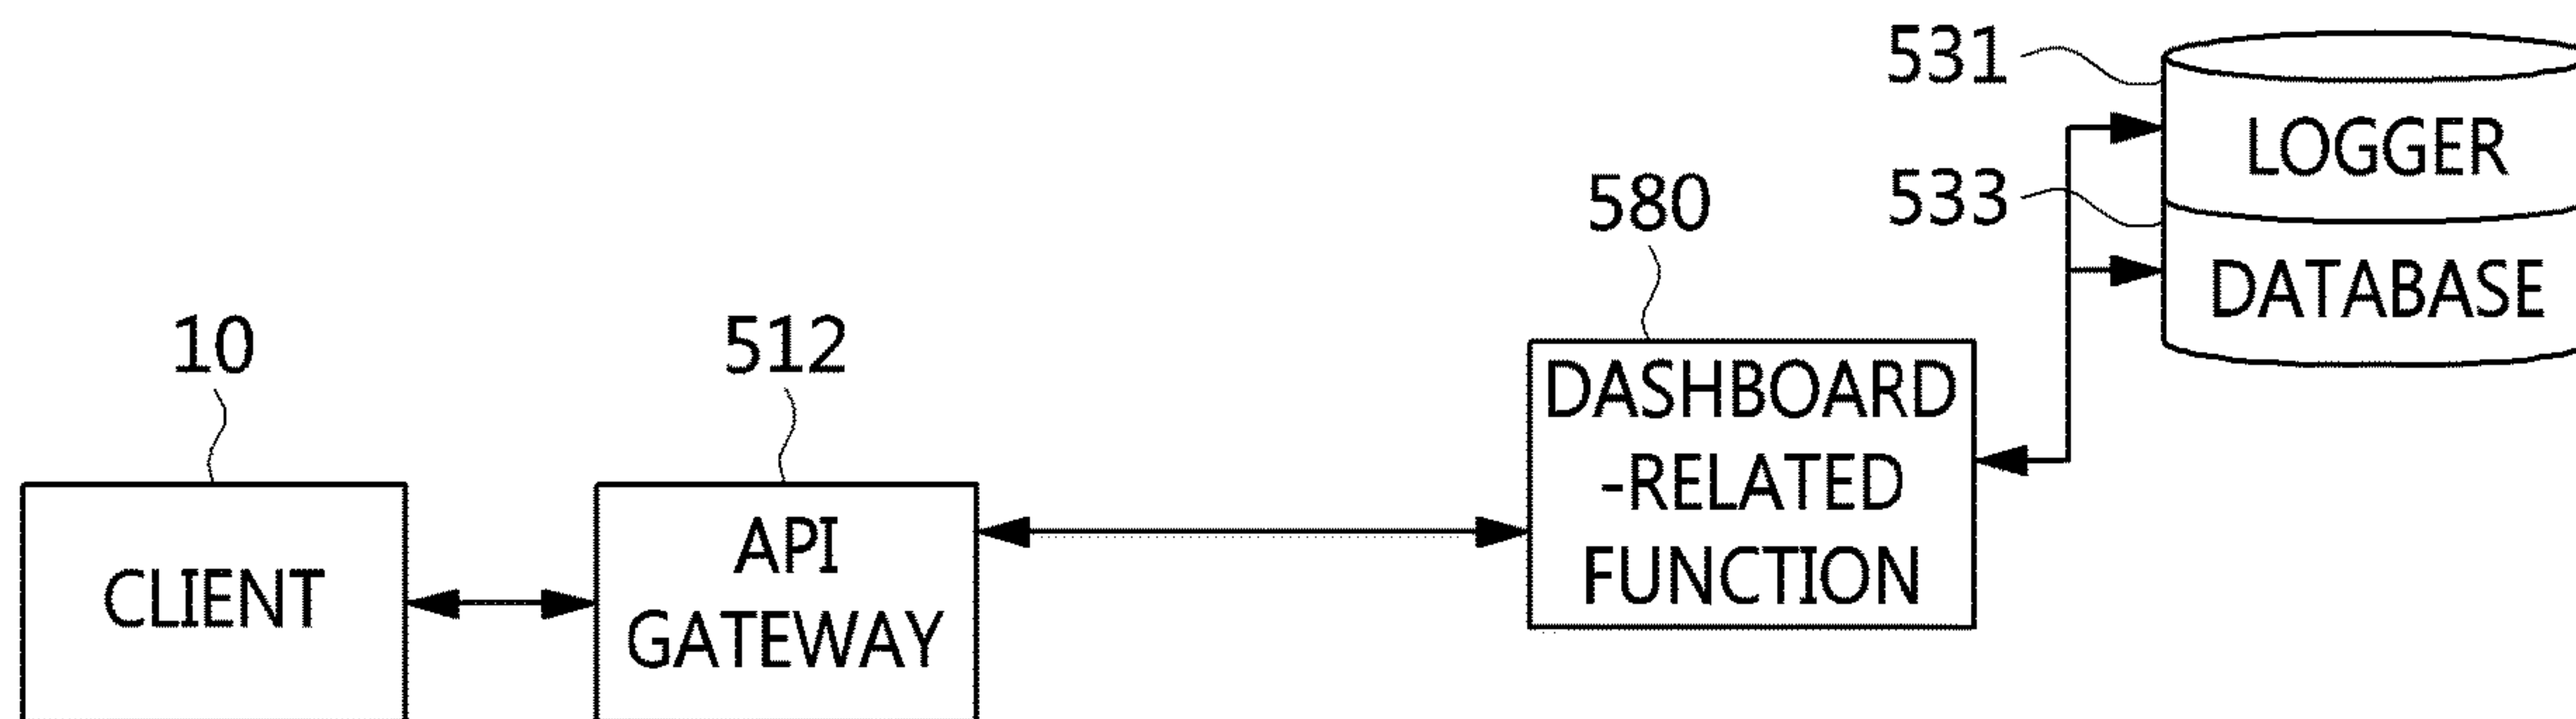 531
LOGGER
533
DATABASE
580
DASHBOARD
-RELATED
FUNCTION
10
CLIENT
512
API
GATEWAY